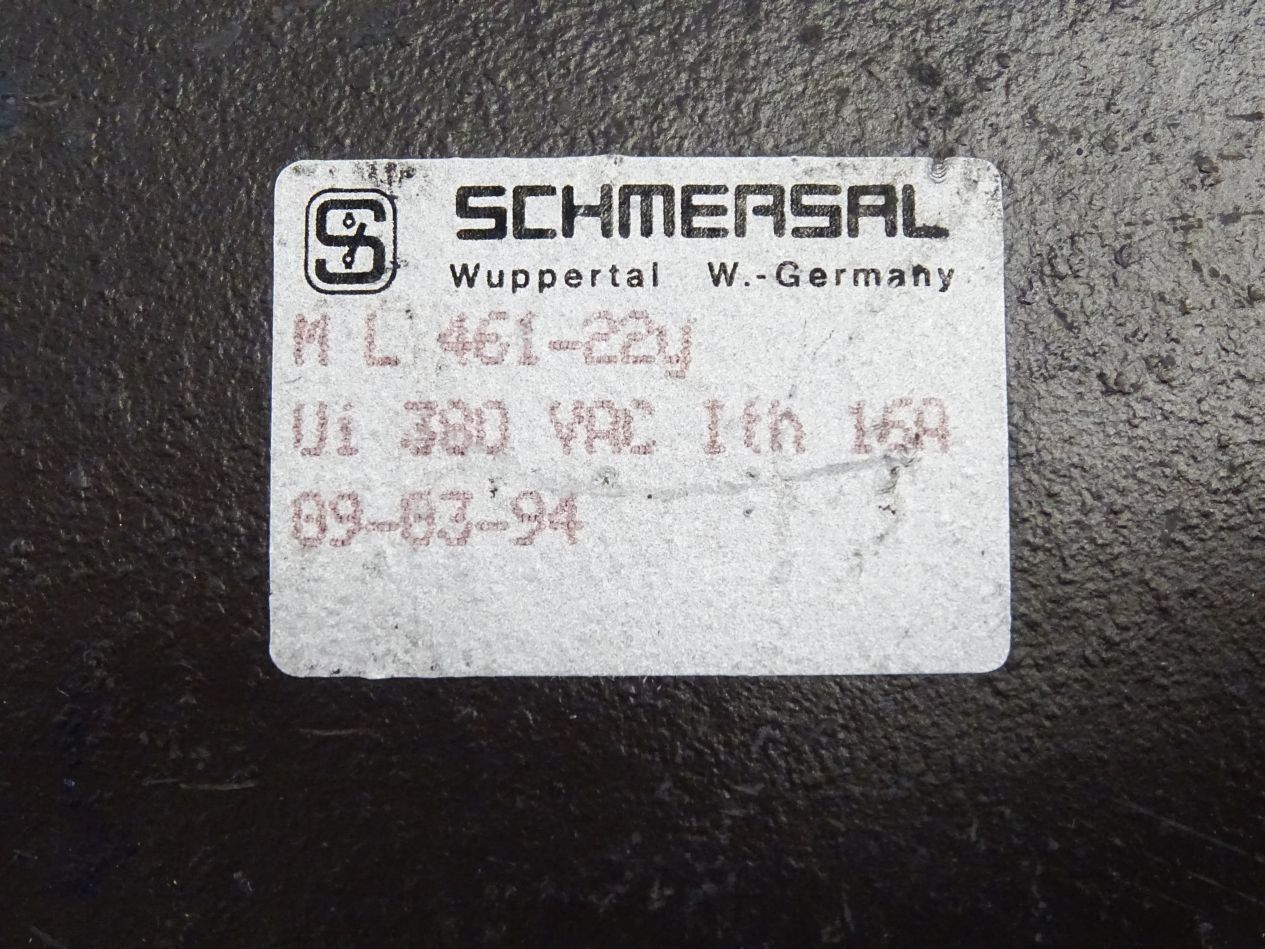 SCHMERSAL
Wuppertal W.-Germany
M L 461-22y
Ui 380 VAC Ith 16A
09-03-94